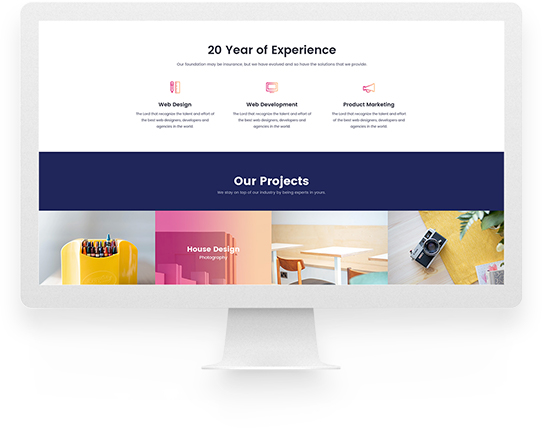 20 Year of Experience
Our foundation may be insurance, but we have evolved and so have the solutions that we provide.
Web Design
The Lord that recognize the talent and effort of
the best web designers, developers and
agencies in the world.
Web Development
The Lord that recognize the talent and effort of
the best web designers, developers and
agencies in the world.
Product Marketing
The Lord that recognize the talent and effort
of the best web designers, developers and
agencies in the world.
Our Projects
We stay on top of our industry by being experts in yours.
House Design
Photography